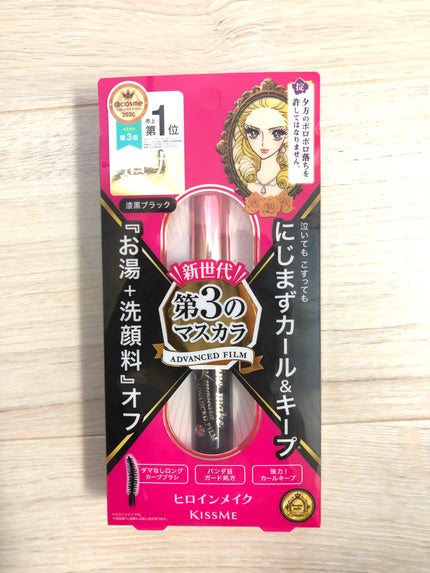 @cosme
2020
第3位
売上
第1位
掟
夕方のボロボロ落ちを
許してはなりません。
漆黒ブラック
泣いても こすっても
にじまずカール&キープ
『お湯+洗顔料』オフ
!!新世代!!
第3の
マスカラ
ADVANCED FILM
ダマなしロング
カーブブラシ
パンダ目
ガード処方
強力!
カールキープ
ヒロインメイク
KISSME